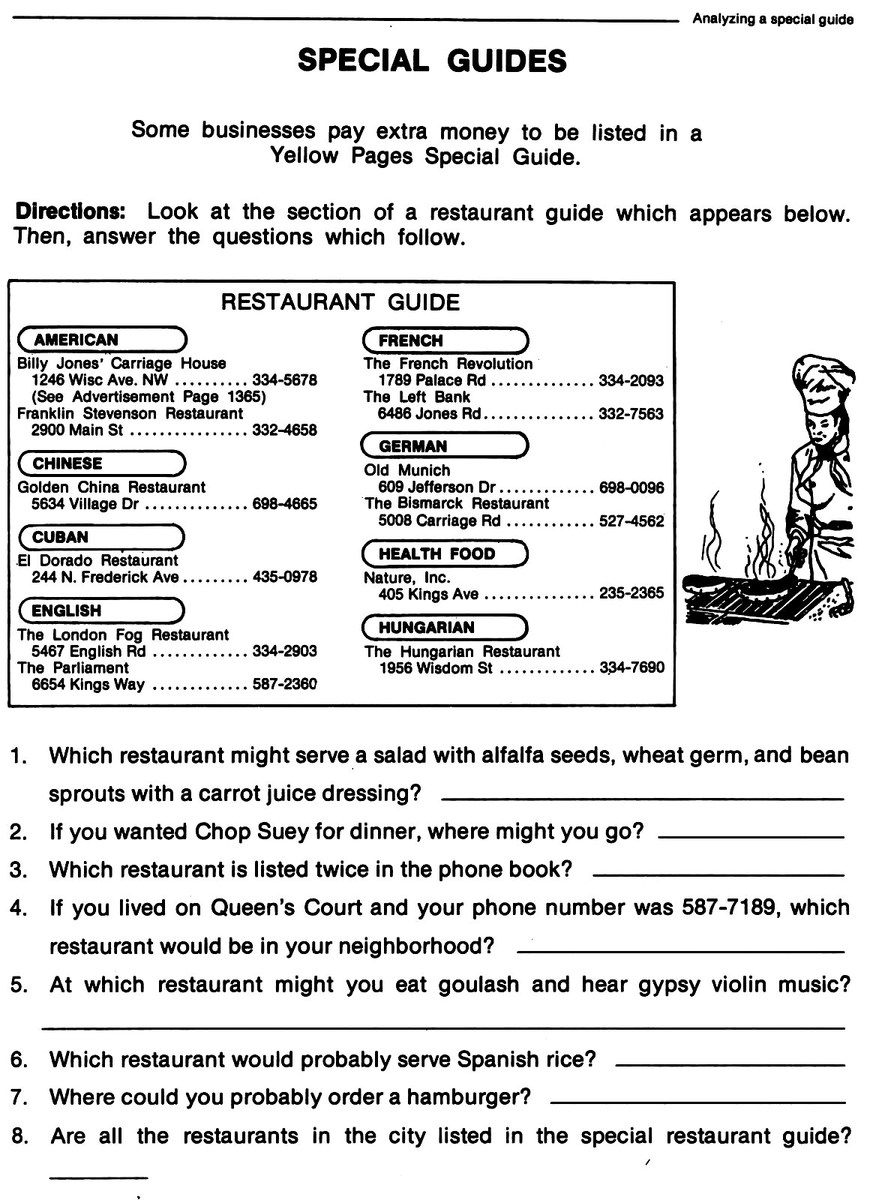 Analyzing a special guide
SPECIAL GUIDES
Some businesses pay extra money to be listed in a
Yellow Pages Special Guide.
Directions: Look at the section of a restaurant guide which appears below.
Then, answer the questions which follow.
RESTAURANT GUIDE
AMERICAN
Billy Jones' Carriage House
1246 Wisc Ave. NW .......... 334-5678
(See Advertisement Page 1365)
Franklin Stevenson Restaurant
2900 Main St ................ 332-4658
CHINESE
Golden China Restaurant
5634 Village Dr .............. 698-4665
CUBAN
El Dorado Restaurant
244 N. Frederick Ave......... 435-0978
ENGLISH
The London Fog Restaurant
5467 English Rd ............. 334-2903
The Parliament
6654 Kings Way ............. 587-2360
FRENCH
The French Revolution
1789 Palace Rd .............. 334-2093
The Left Bank
6486 Jones Rd............... 332-7563
GERMAN
Old Munich
609 Jefferson Dr............. 698-0096
The Bismarck Restaurant
5008 Carriage Rd ............ 527-4562
HEALTH FOOD
Nature, Inc.
405 Kings Ave ............... 235-2365
HUNGARIAN
The Hungarian Restaurant
1956 Wisdom St ............. 334-7690
1. Which restaurant might serve a salad with alfalfa seeds, wheat germ, and bean
sprouts with a carrot juice dressing?
2. If you wanted Chop Suey for dinner, where might you go?
3. Which restaurant is listed twice in the phone book?
4. If you lived on Queen's Court and your phone number was 587-7189, which
restaurant would be in your neighborhood?
5. At which restaurant might you eat goulash and hear gypsy violin music?
6. Which restaurant would probably serve Spanish rice?
7. Where could you probably order a hamburger?
8. Are all the restaurants in the city listed in the special restaurant guide?